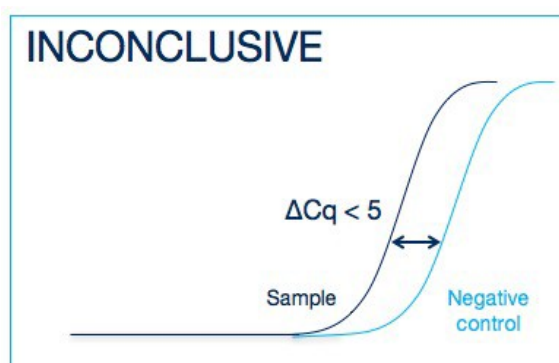 INCONCLUSIVE
ΔCq < 5
Sample
Negative
control